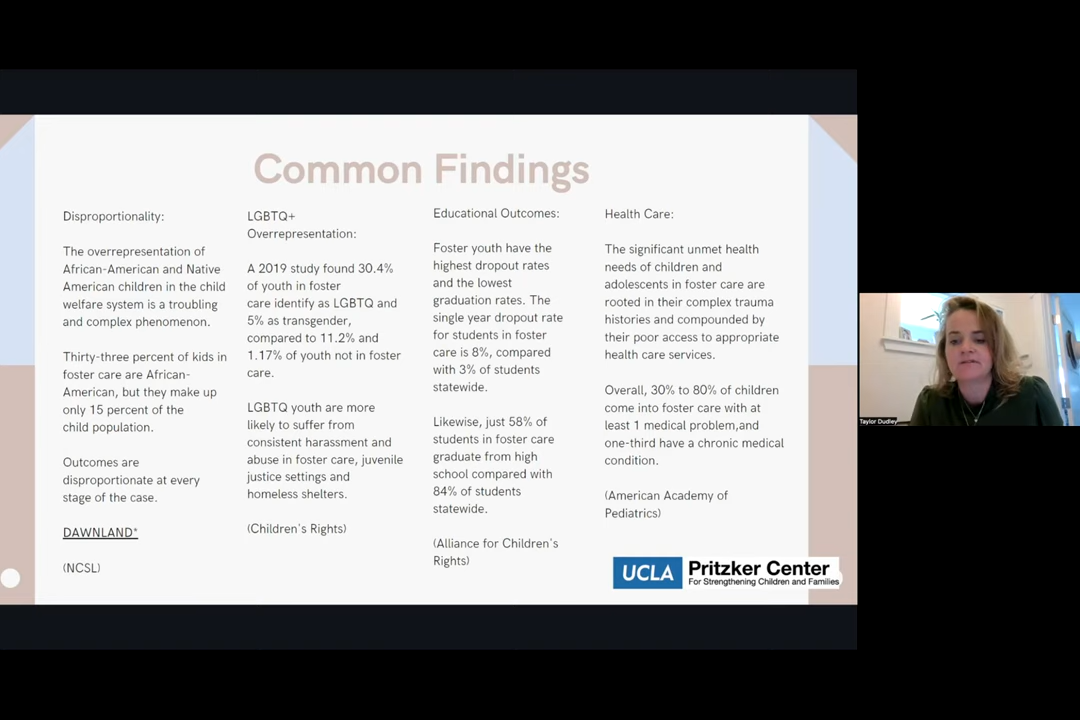 Common Findings
Disproportionality:
The overrepresentation of
African-American and Native
American children in the child
welfare system is a troubling
and complex phenomenon.
Thirty-three percent of kids in
foster care are African-
American, but they make up
only 15 percent of the
child population.
Outcomes are
disproportionate at every
stage of the case.
DAWNLAND*
(NCSL)
LGBTQ+
Overrepresentation:
A 2019 study found 30.4%
of youth in foster
care identify as LGBTQ and
5% as transgender,
compared to 11.2% and
1.17% of youth not in foster
care.
LGBTQ youth are more
likely to suffer from
consistent harassment and
abuse in foster care, juvenile
justice settings and
homeless shelters.
(Children's Rights)
Educational Outcomes:
Foster youth have the
highest dropout rates
and the lowest
graduation rates. The
single year dropout rate
for students in foster
care is 8%, compared
with 3% of students
statewide.
Likewise, just 58% of
students in foster care
graduate from high
school compared with
84% of students
statewide.
(Alliance for Children's
Rights)
Health Care:
The significant unmet health
needs of children and
adolescents in foster care are
rooted in their complex trauma
histories and compounded by
their poor access to appropriate
health care services.
Overall, 30% to 80% of children
come into foster care with at
least 1 medical problem,and
one-third have a chronic medical
condition.
(American Academy of
Pediatrics)
UCLA
Pritzker Center
For Strengthening Children and Families
Taylor Dudley